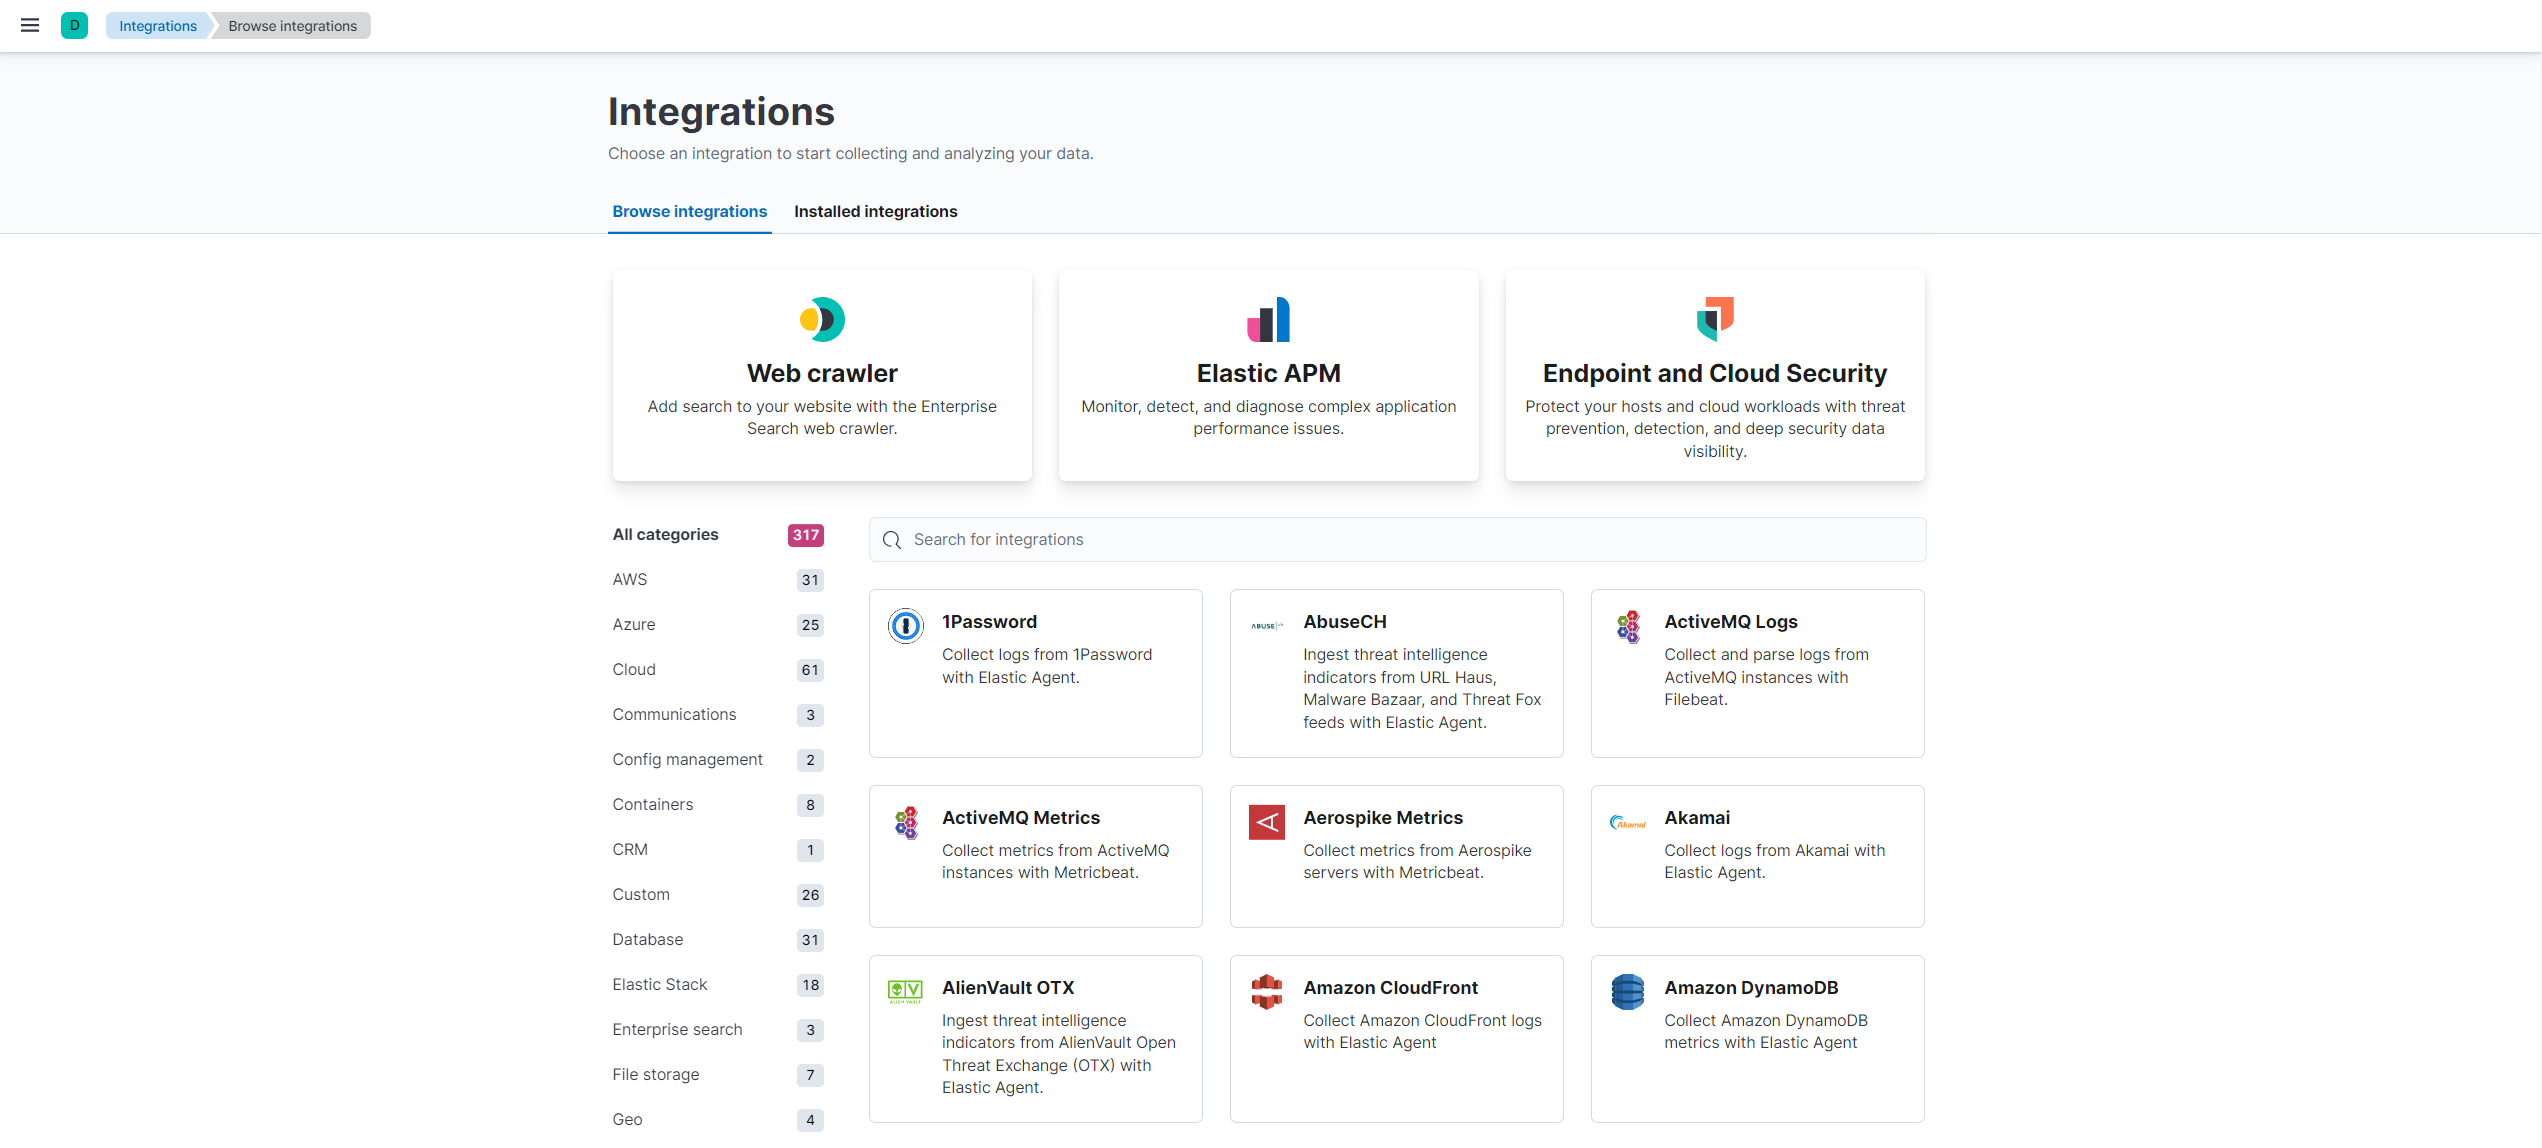 D
Integrations
Browse integrations
Integrations
Choose an integration to start collecting and analyzing your data.
Browse integrations
Installed integrations
Web crawler
Add search to your website with the Enterprise
Search web crawler.
Elastic APM
Monitor, detect, and diagnose complex application
performance issues.
Endpoint and Cloud Security
Protect your hosts and cloud workloads with threat
prevention, detection, and deep security data
visibility.
All categories 317
AWS 31
Azure 25
Cloud 61
Communications 3
Config management 2
Containers 8
CRM 1
Custom 26
Database 31
Elastic Stack 18
Enterprise search 3
File storage 7
Geo 4
Search for integrations
1Password
Collect logs from 1Password
with Elastic Agent.
ABUSE
AbuseCH
Ingest threat intelligence
indicators from URL Haus,
Malware Bazaar, and Threat Fox
feeds with Elastic Agent.
ActiveMQ Logs
Collect and parse logs from
ActiveMQ instances with
Filebeat.
ActiveMQ Metrics
Collect metrics from ActiveMQ
instances with Metricbeat.
Aerospike Metrics
Collect metrics from Aerospike
servers with Metricbeat.
Akamai
Akamai
Collect logs from Akamai with
Elastic Agent.
ALIEN VAULT
AlienVault OTX
Ingest threat intelligence
indicators from AlienVault Open
Threat Exchange (OTX) with
Elastic Agent.
Amazon CloudFront
Collect Amazon CloudFront logs
with Elastic Agent
Amazon DynamoDB
Collect Amazon DynamoDB
metrics with Elastic Agent